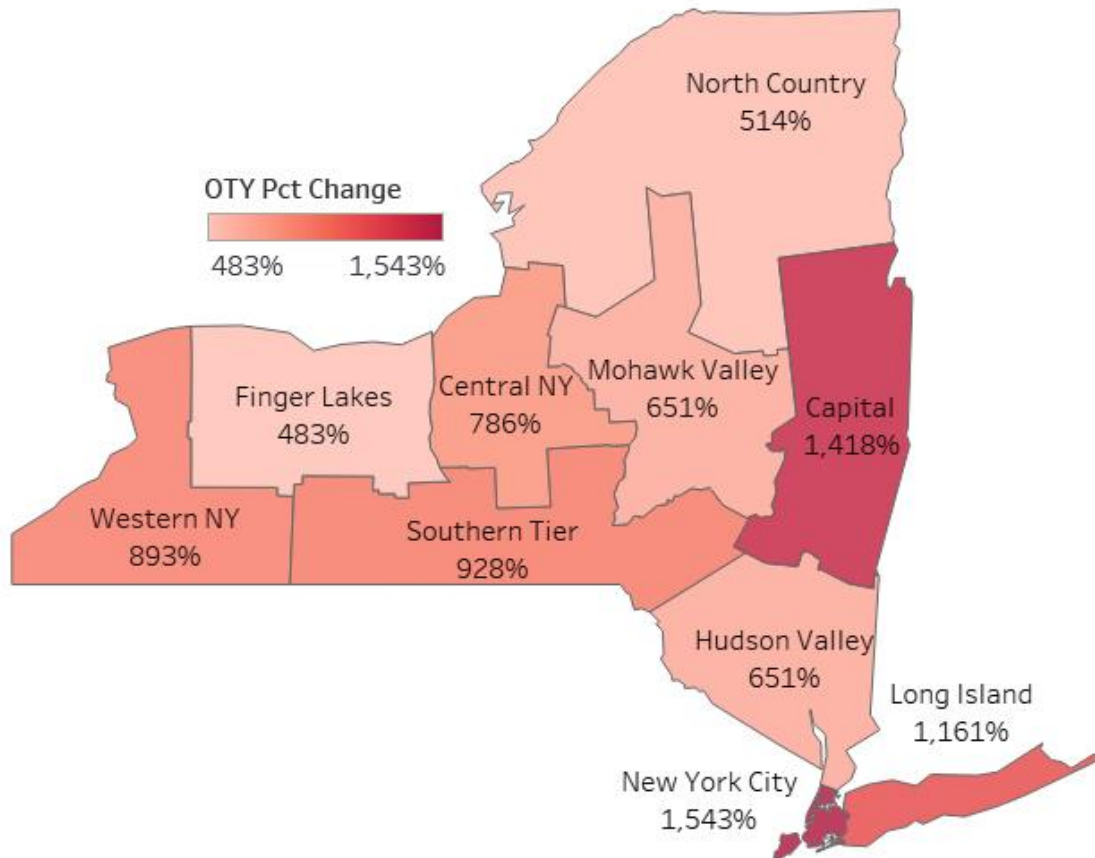 North Country
514%
OTY Pct Change
483% 1,543%
Finger Lakes
483%
Central NY
786%
Mohawk Valley
651%
Capital
1,418%
Western NY
893%
Southern Tier
928%
Hudson Valley
651%
Long Island
1,161%
New York City
1,543%